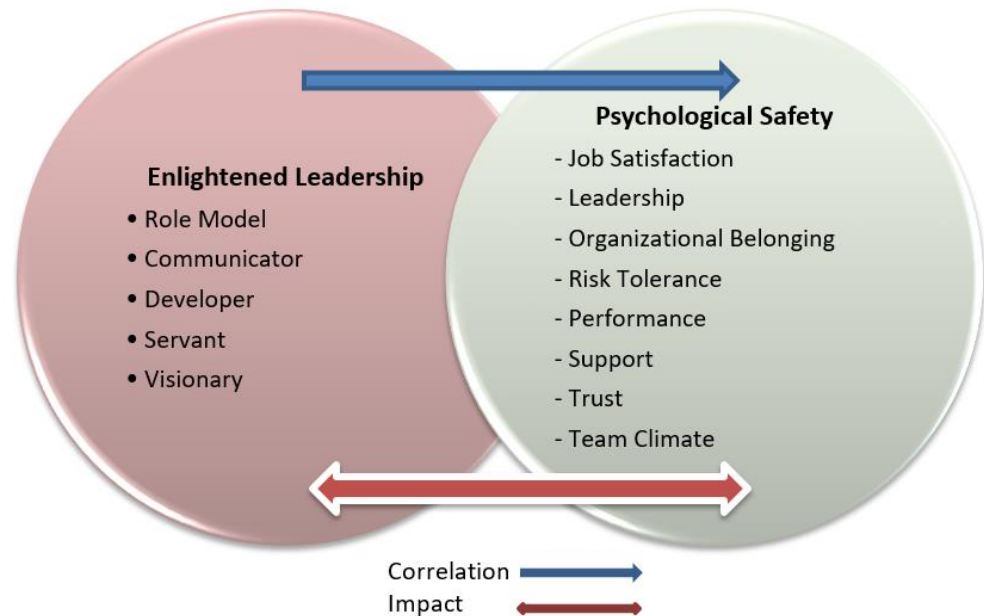 Enlightened Leadership
• Role Model
• Communicator
• Developer
• Servant
• Visionary
Psychological Safety
- Job Satisfaction
- Leadership
- Organizational Belonging
- Risk Tolerance
- Performance
- Support
- Trust
- Team Climate
Correlation
Impact